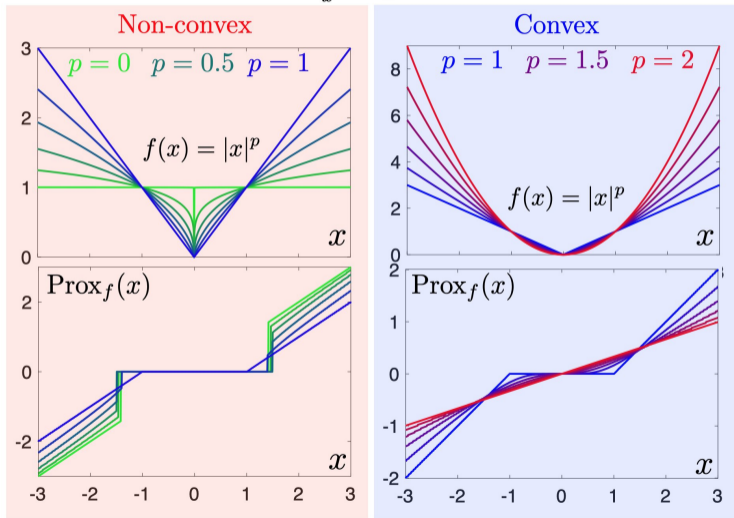 Non-convex
3
p = 0 p = 0.5 p = 1
2
f(x) = |x|^p
1
x
0
Prox_f(x)
2
0
-2
x
-3 -2 -1 0 1 2 3
Convex
8
p = 1 p = 1.5 p = 2
6
4
f(x) = |x|^p
2
x
0
2
Prox_f(x)
1
0
-1
x
-2
-3 -2 -1 0 1 2 3